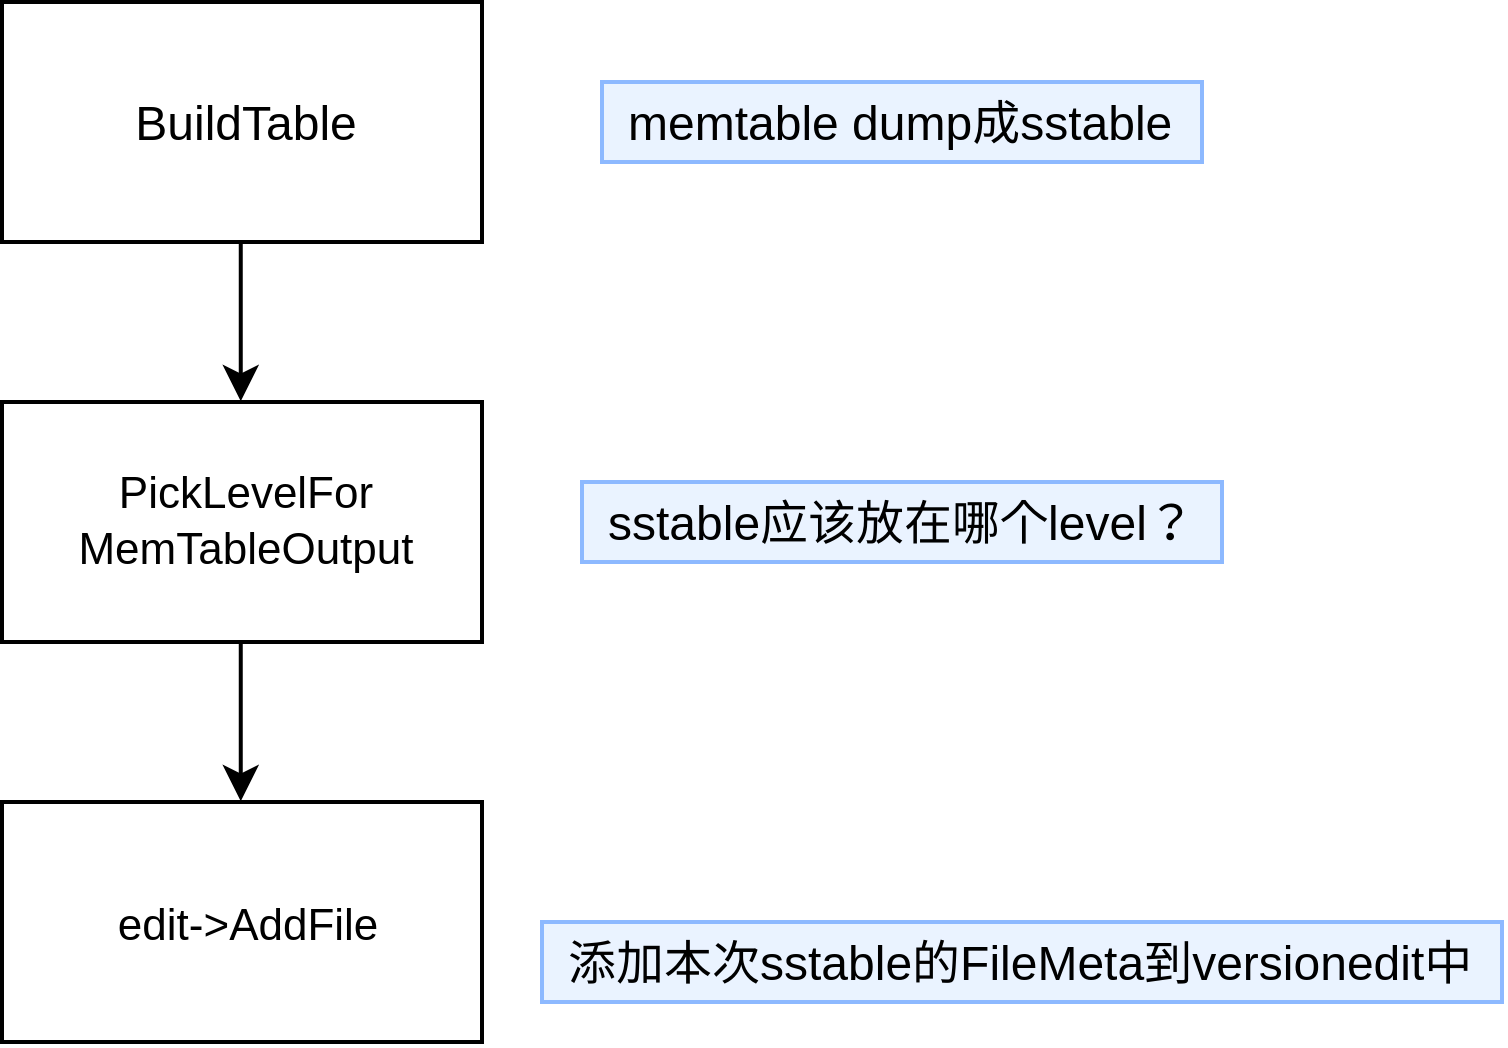 BuildTable
memtable dump成sstable
PickLevelFor
MemTableOutput
sstable应该放在哪个level？
edit->AddFile
添加本次sstable的FileMeta到versionedit中